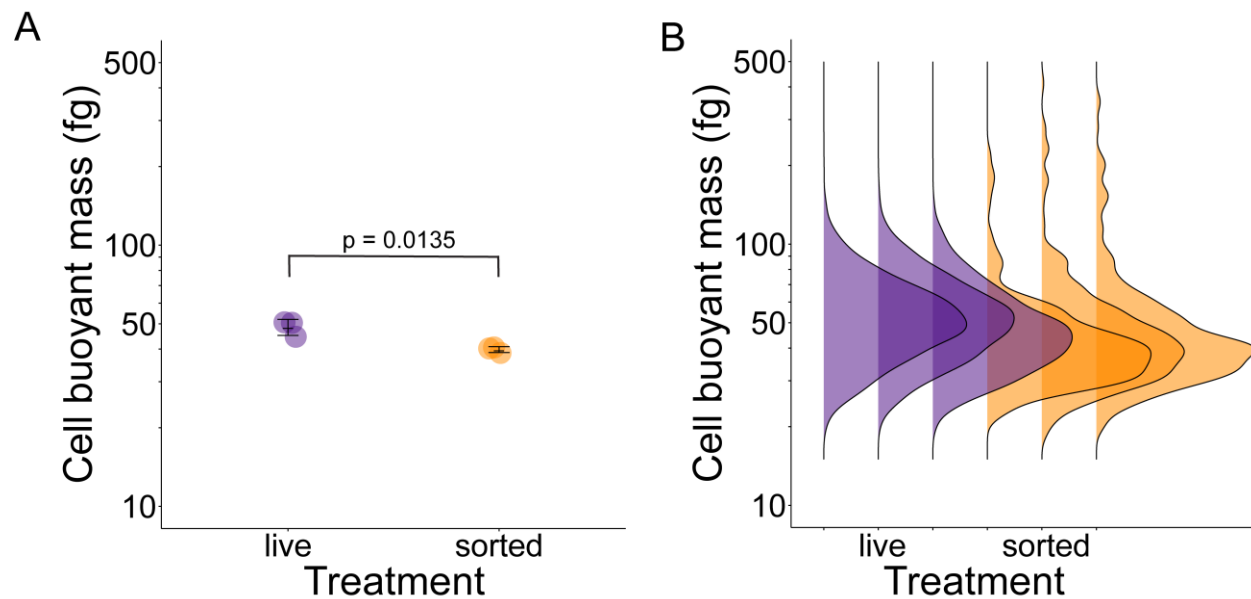 A
Cell buoyant mass (fg)
500
100
50
10
p = 0.0135
live
sorted
Treatment
B
Cell buoyant mass (fg)
500
100
50
10
live
sorted
Treatment